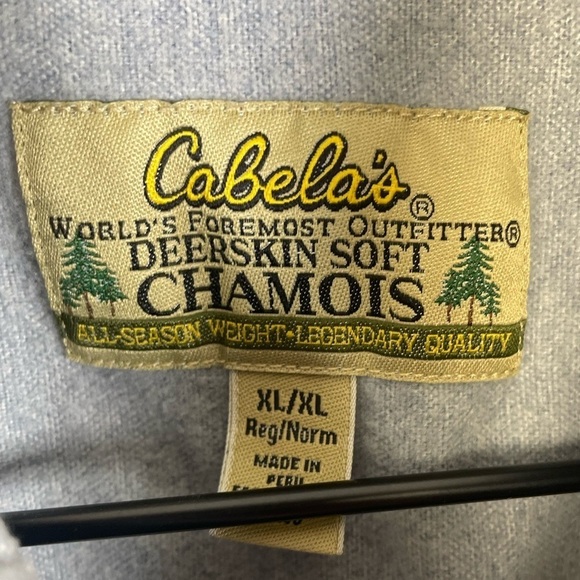 Cabela's®
WORLD'S FOREMOST OUTFITTER®
DEERSKIN SOFT
CHAMOIS
ALL-SEASON WEIGHT•LEGENDARY QUALITY
XL/XL
Reg/Norm
MADE IN
PERU